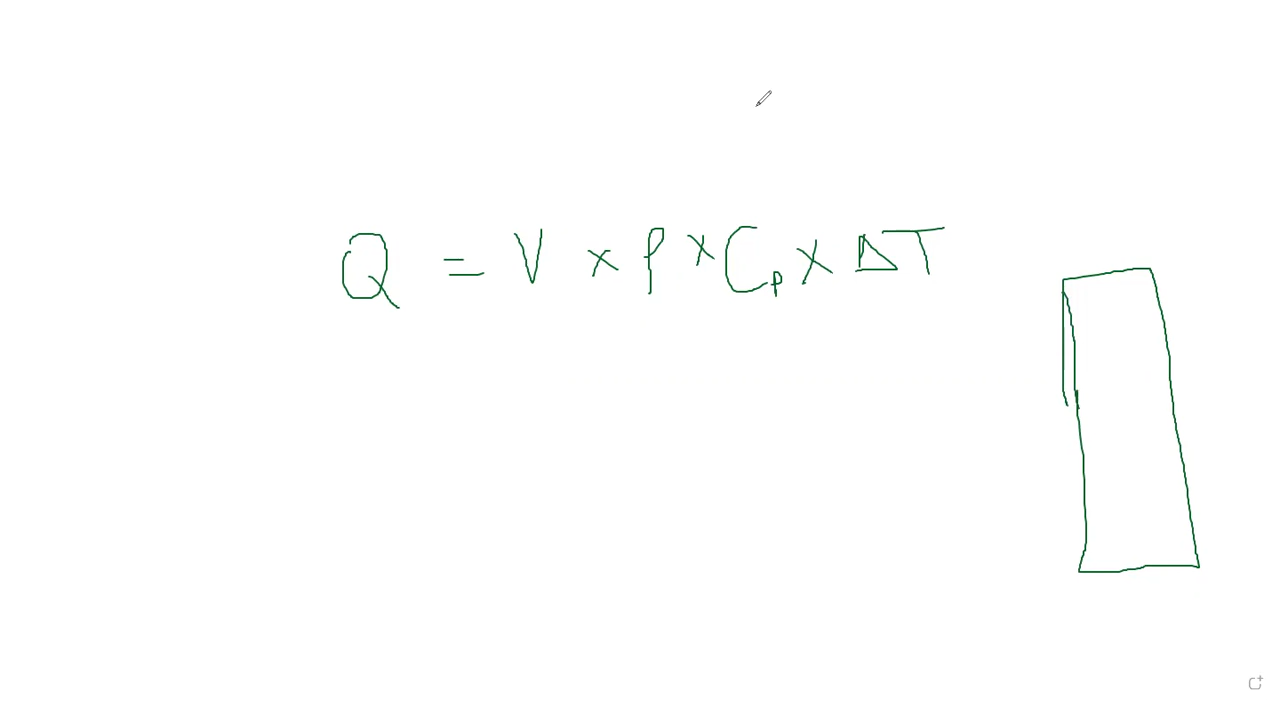 Q = V × ρ × Cₚ × ΔT